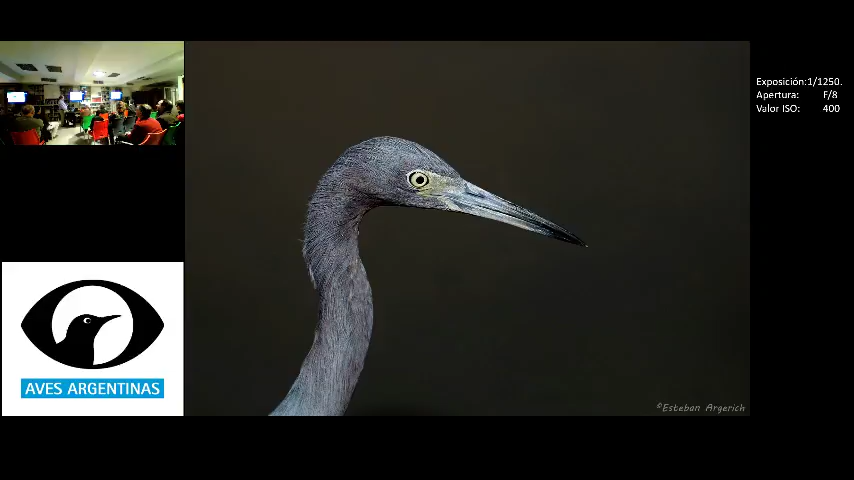 Exposición:1/1250.
Apertura: F/8
Valor ISO: 400
AVES ARGENTINAS
©Esteban Argerich